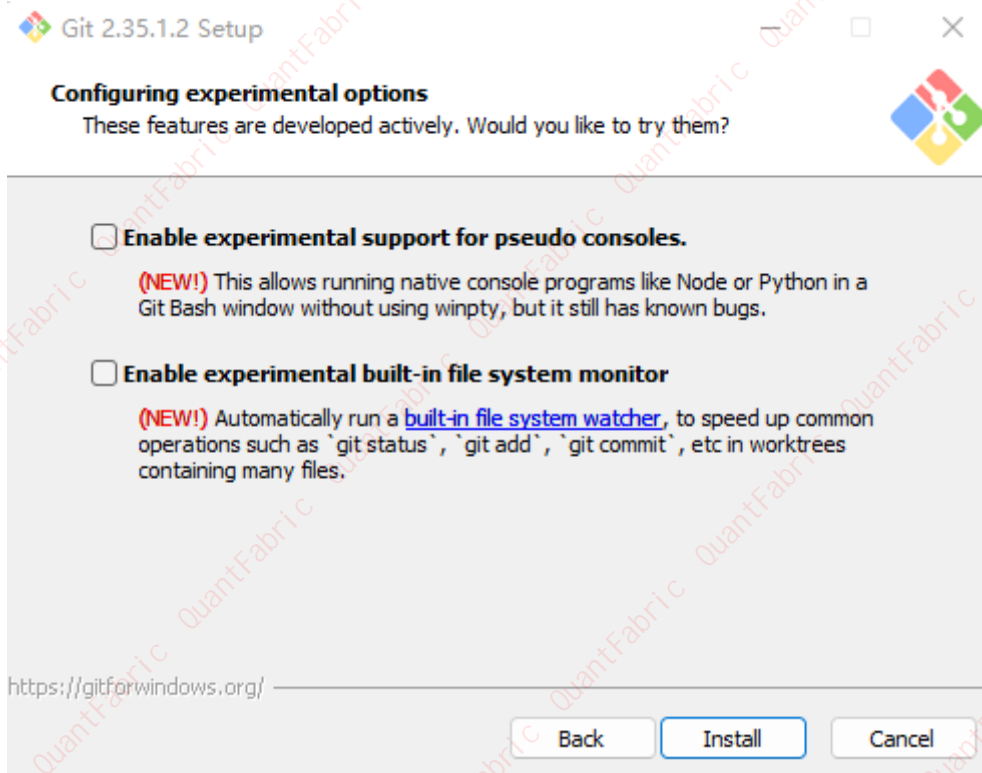 Git 2.35.1.2 Setup
Configuring experimental options
These features are developed actively. Would you like to try them?
Enable experimental support for pseudo consoles.
(NEW!) This allows running native console programs like Node or Python in a
Git Bash window without using winpty, but it still has known bugs.
Enable experimental built-in file system monitor
(NEW!) Automatically run a built-in file system watcher, to speed up common
operations such as `git status`, `git add`, `git commit`, etc in worktrees
containing many files.
https://gitforwindows.org/
Back Install Cancel
QuantFabric